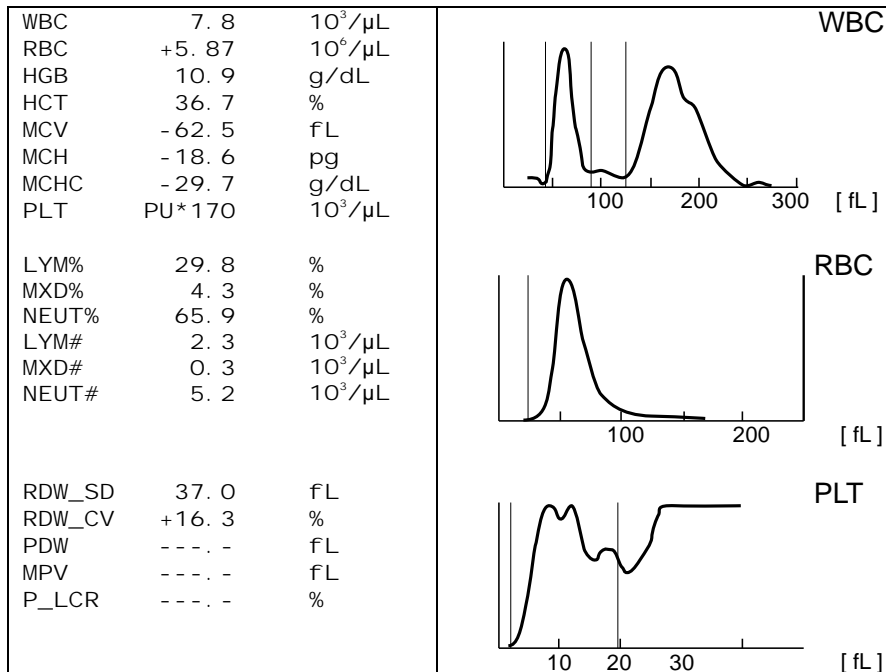 WBC 7.8 10³/µL
RBC +5.87 10⁶/µL
HGB 10.9 g/dL
HCT 36.7 %
MCV -62.5 fL
MCH -18.6 pg
MCHC -29.7 g/dL
PLT PU*170 10³/µL
LYM% 29.8 %
MXD% 4.3 %
NEUT% 65.9 %
LYM# 2.3 10³/µL
MXD# 0.3 10³/µL
NEUT# 5.2 10³/µL
RDW_SD 37.0 fL
RDW_CV +16.3 %
PDW ---.- fL
MPV ---.- fL
P_LCR ---.- %
WBC
100 200 300 [fL]
RBC
100 200 [fL]
PLT
10 20 30 [fL]